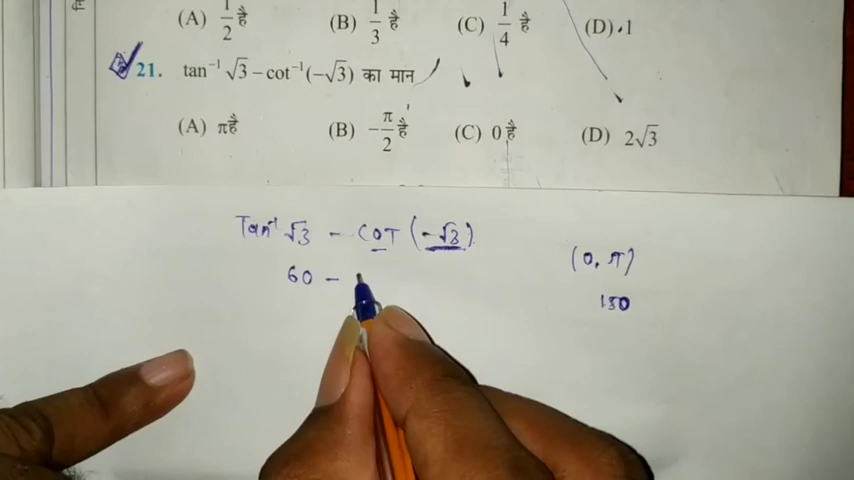 (A) 1/2 है (B) 1/3 है (C) 1/4 है (D) 1
21. tan⁻¹ √3 – cot⁻¹ (–√3) का मान
(A) π है (B) –π/2 है (C) 0 है (D) 2√3
Tan⁻¹ √3 – COT (–√3)
(0, π)
60 –
180